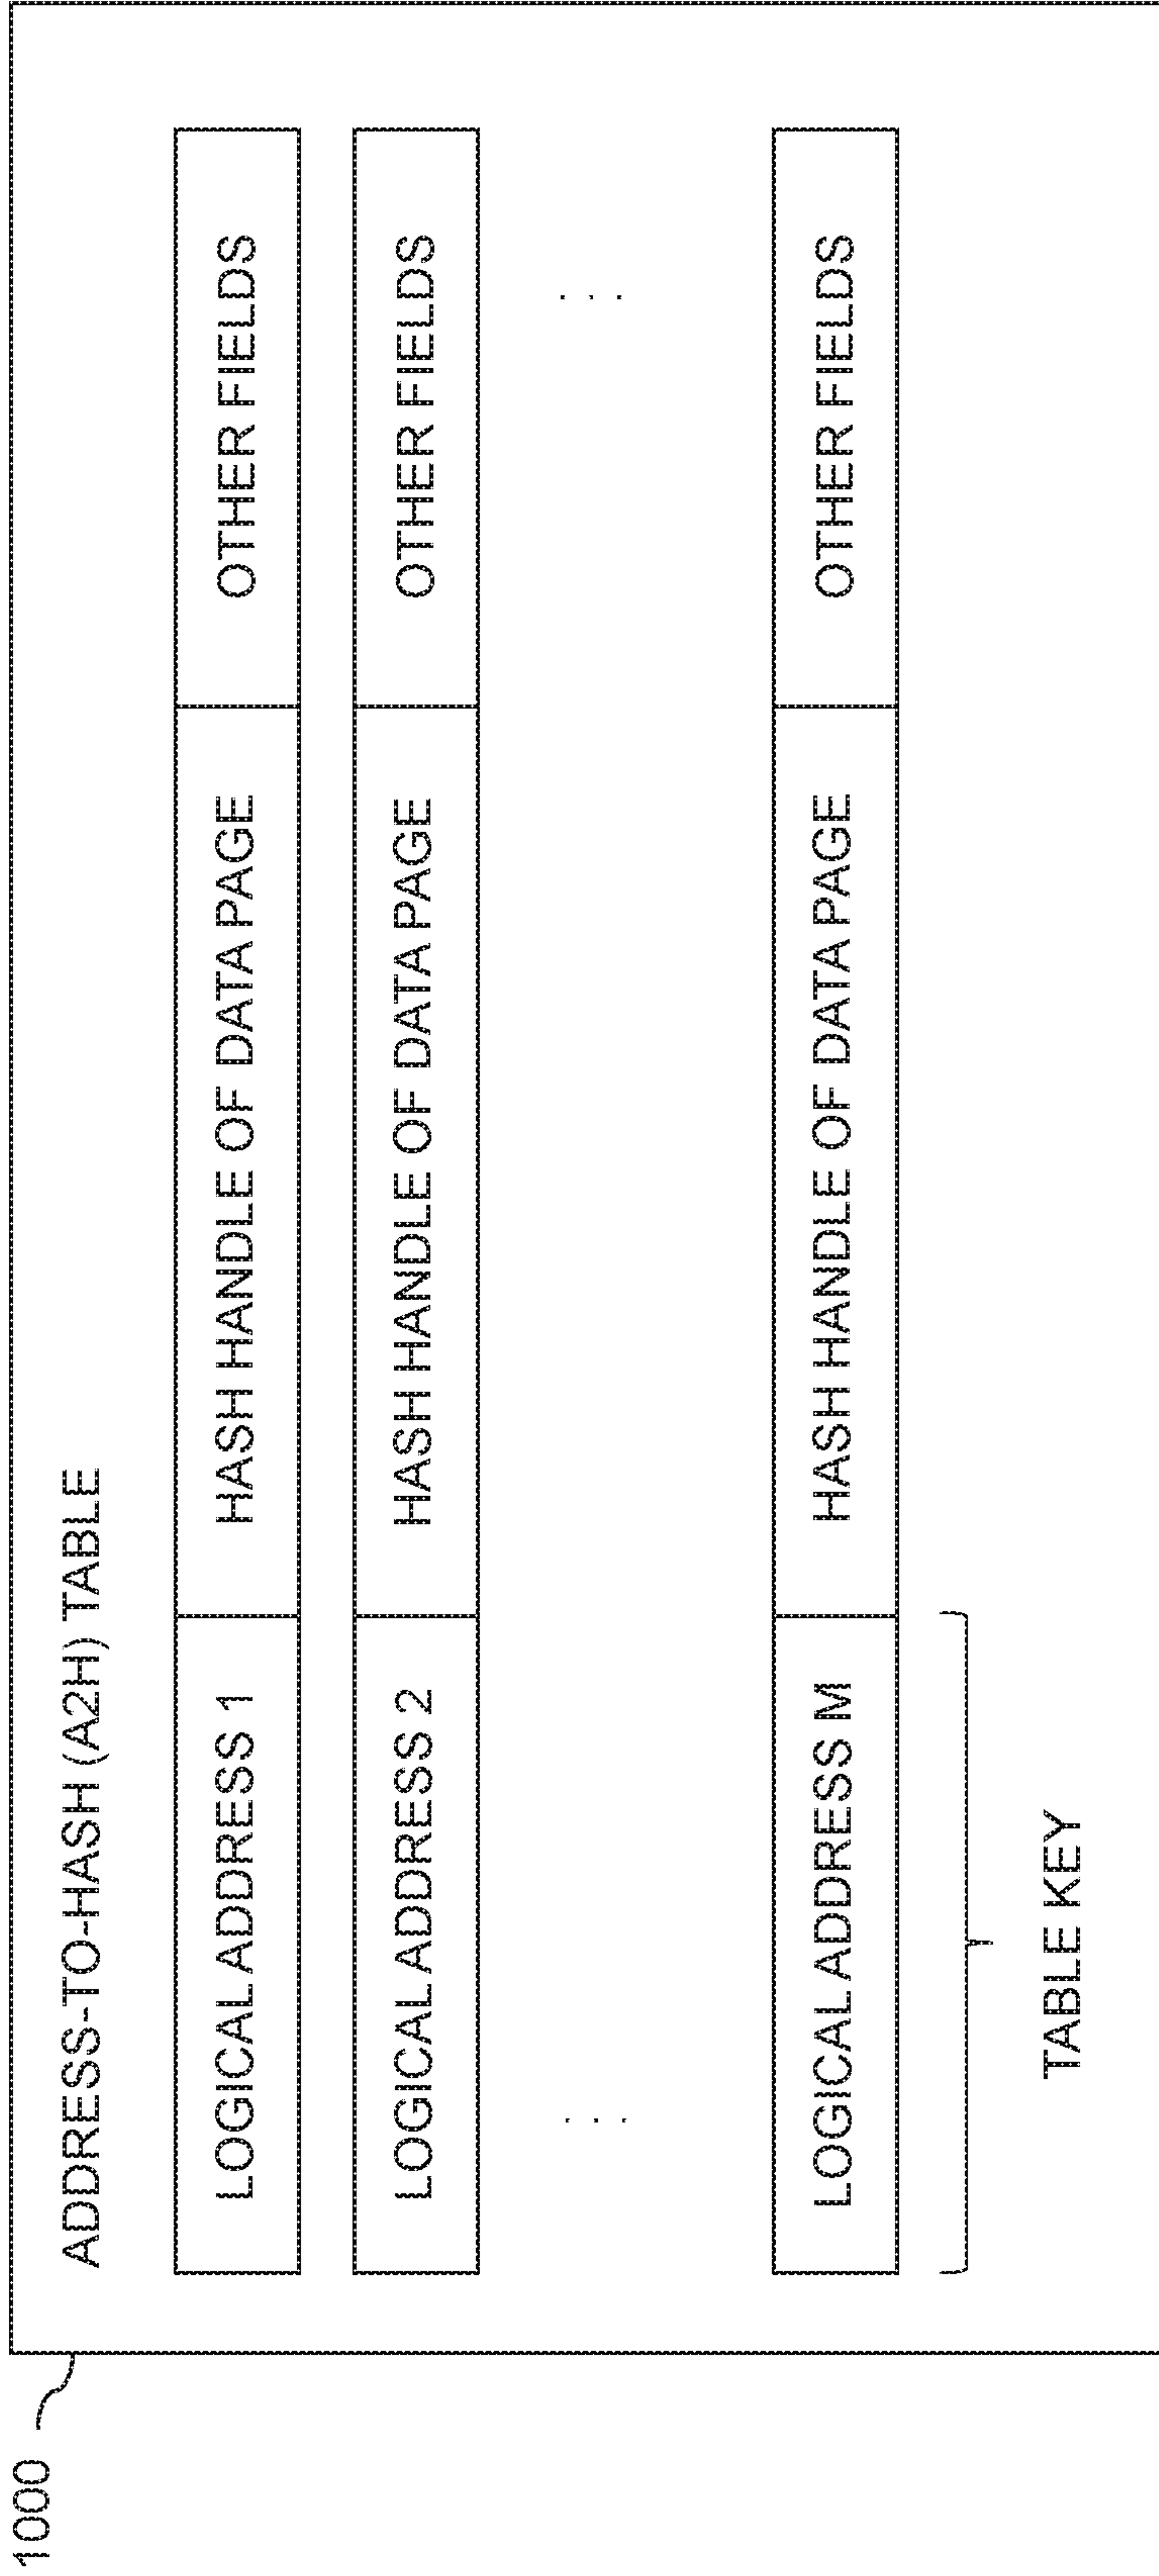 1000
ADDRESS-TO-HASH (A2H) TABLE
LOGICAL ADDRESS 1 HASH HANDLE OF DATA PAGE OTHER FIELDS
LOGICAL ADDRESS 2 HASH HANDLE OF DATA PAGE OTHER FIELDS
. . . . . .
LOGICAL ADDRESS M HASH HANDLE OF DATA PAGE OTHER FIELDS
TABLE KEY